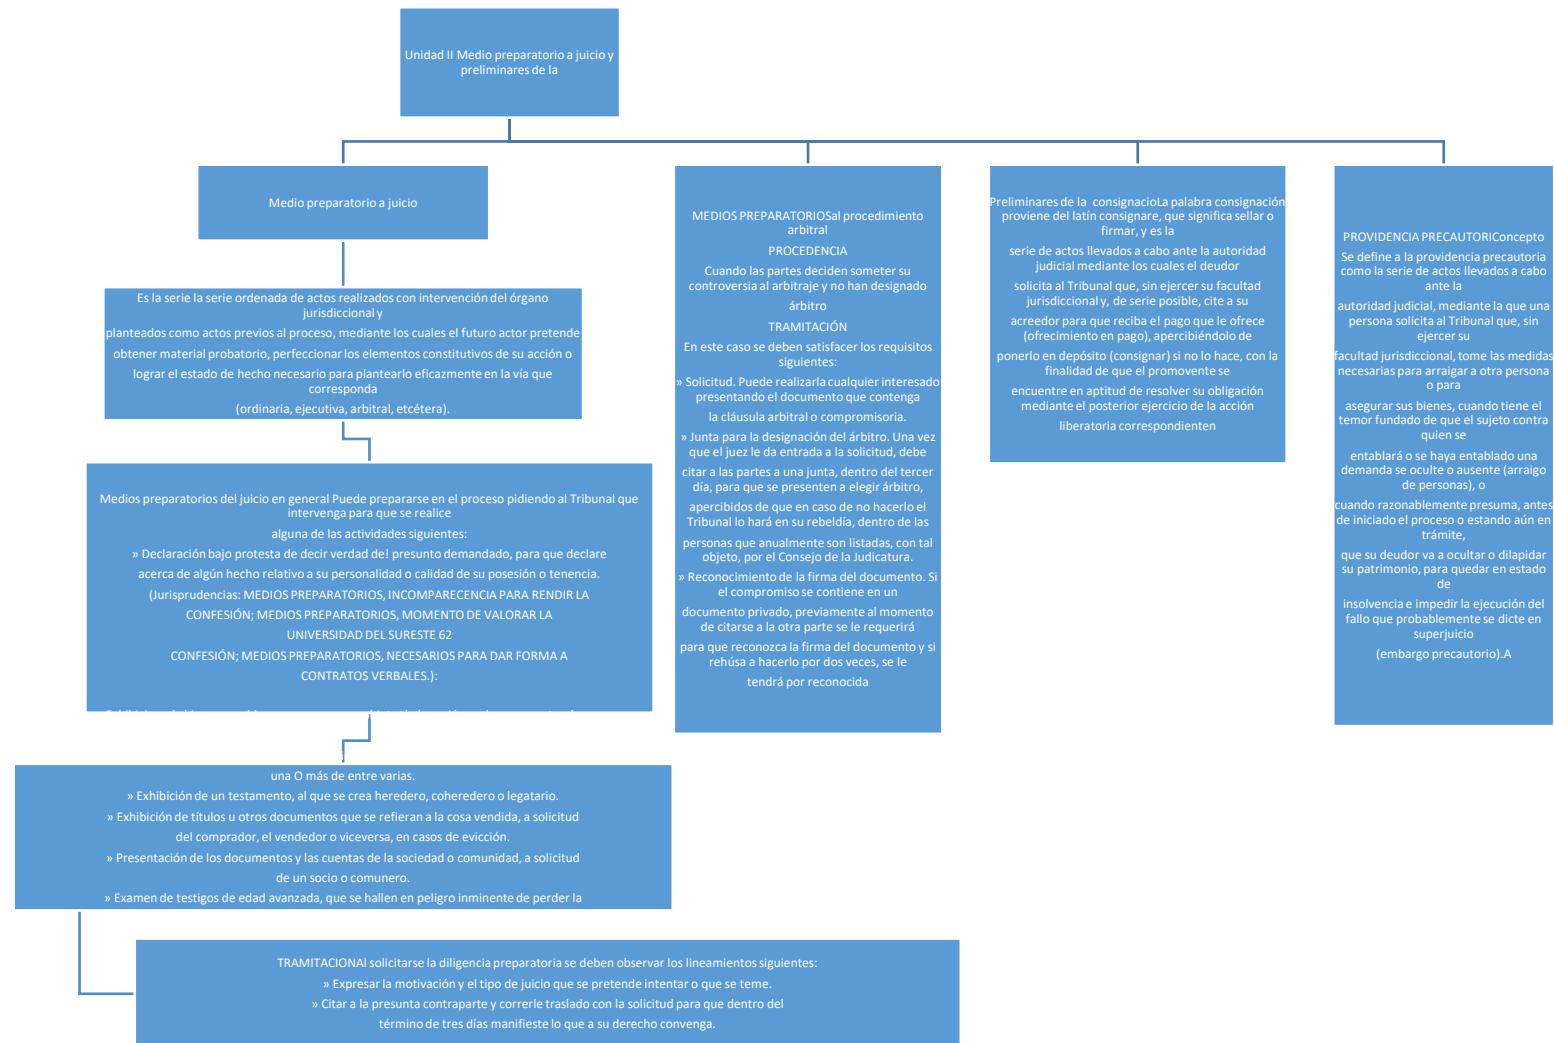 Unidad II Medio preparatorio a juicio y
preliminares de la
Medio preparatorio a juicio
Es la serie la serie ordenada de actos realizados con intervención del órgano
jurisdiccional y
planteados como actos previos al proceso, mediante los cuales el futuro actor pretende
obtener material probatorio, perfeccionar los elementos constitutivos de su acción o
lograr el estado de hecho necesario para plantearlo eficazmente en la vía que
corresponda
(ordinaria, ejecutiva, arbitral, etcétera).
Medios preparatorios del juicio en general Puede prepararse en el proceso pidiendo al Tribunal que
intervenga para que se realice
alguna de las actividades siguientes:
» Declaración bajo protesta de decir verdad de! presunto demandado, para que declare
acerca de algún hecho relativo a su personalidad o calidad de su posesión o tenencia.
(Jurisprudencias: MEDIOS PREPARATORIOS, INCOMPARECENCIA PARA RENDIR LA
CONFESIÓN; MEDIOS PREPARATORIOS, MOMENTO DE VALORAR LA
UNIVERSIDAD DEL SURESTE 62
CONFESIÓN; MEDIOS PREPARATORIOS, NECESARIOS PARA DAR FORMA A
CONTRATOS VERBALES.):
una O más de entre varias.
» Exhibición de un testamento, al que se crea heredero, coheredero o legatario.
» Exhibición de títulos u otros documentos que se refieran a la cosa vendida, a solicitud
del comprador, el vendedor o viceversa, en casos de evicción.
» Presentación de los documentos y las cuentas de la sociedad o comunidad, a solicitud
de un socio o comunero.
» Examen de testigos de edad avanzada, que se hallen en peligro inminente de perder la
TRAMITACIONAl solicitarse la diligencia preparatoria se deben observar los lineamientos siguientes:
» Expresar la motivación y el tipo de juicio que se pretende intentar o que se teme.
» Citar a la presunta contraparte y correrle traslado con la solicitud para que dentro del
término de tres días manifieste lo que a su derecho convenga.
MEDIOS PREPARATORIOSal procedimiento
arbitral
PROCEDENCIA
Cuando las partes deciden someter su
controversia al arbitraje y no han designado
árbitro
TRAMITACIÓN
En este caso se deben satisfacer los requisitos
siguientes:
» Solicitud. Puede realizarla cualquier interesado
presentando el documento que contenga
la cláusula arbitral o compromisoria.
» Junta para la designación del árbitro. Una vez
que el juez le da entrada a la solicitud, debe
citar a las partes a una junta, dentro del tercer
día, para que se presenten a elegir árbitro,
apercibidos de que en caso de no hacerlo el
Tribunal lo hará en su rebeldía, dentro de las
personas que anualmente son listadas, con tal
objeto, por el Consejo de la Judicatura.
» Reconocimiento de la firma del documento. Si
el compromiso se contiene en un
documento privado, previamente al momento
de citarse a la otra parte se le requerirá
para que reconozca la firma del documento y si
rehúsa a hacerlo por dos veces, se le
tendrá por reconocida
Preliminares de la consignacioLa palabra consignación
proviene del latín consignare, que significa sellar o
firmar, y es la
serie de actos llevados a cabo ante la autoridad
judicial mediante los cuales el deudor
solicita al Tribunal que, sin ejercer su facultad
jurisdiccional y, de serie posible, cite a su
acreedor para que reciba e! pago que le ofrece
(ofrecimiento en pago), apercibiéndolo de
ponerlo en depósito (consignar) si no lo hace, con la
finalidad de que el promovente se
encuentre en aptitud de resolver su obligación
mediante el posterior ejercicio de la acción
liberatoria correspondienten
PROVIDENCIA PRECAUTORIConcepto
Se define a la providencia precautoria
como la serie de actos llevados a cabo
ante la
autoridad judicial, mediante la que una
persona solicita al Tribunal que, sin
ejercer su
facultad jurisdiccional, tome las medidas
necesarias para arraigar a otra persona
o para
asegurar sus bienes, cuando tiene el
temor fundado de que el sujeto contra
quien se
entablará o se haya entablado una
demanda se oculte o ausente (arraigo
de personas), o
cuando razonablemente presuma, antes
de iniciado el proceso o estando aún en
trámite,
que su deudor va a ocultar o dilapidar
su patrimonio, para quedar en estado
de
insolvencia e impedir la ejecución del
fallo que probablemente se dicte en
superjuicio
(embargo precautorio).A